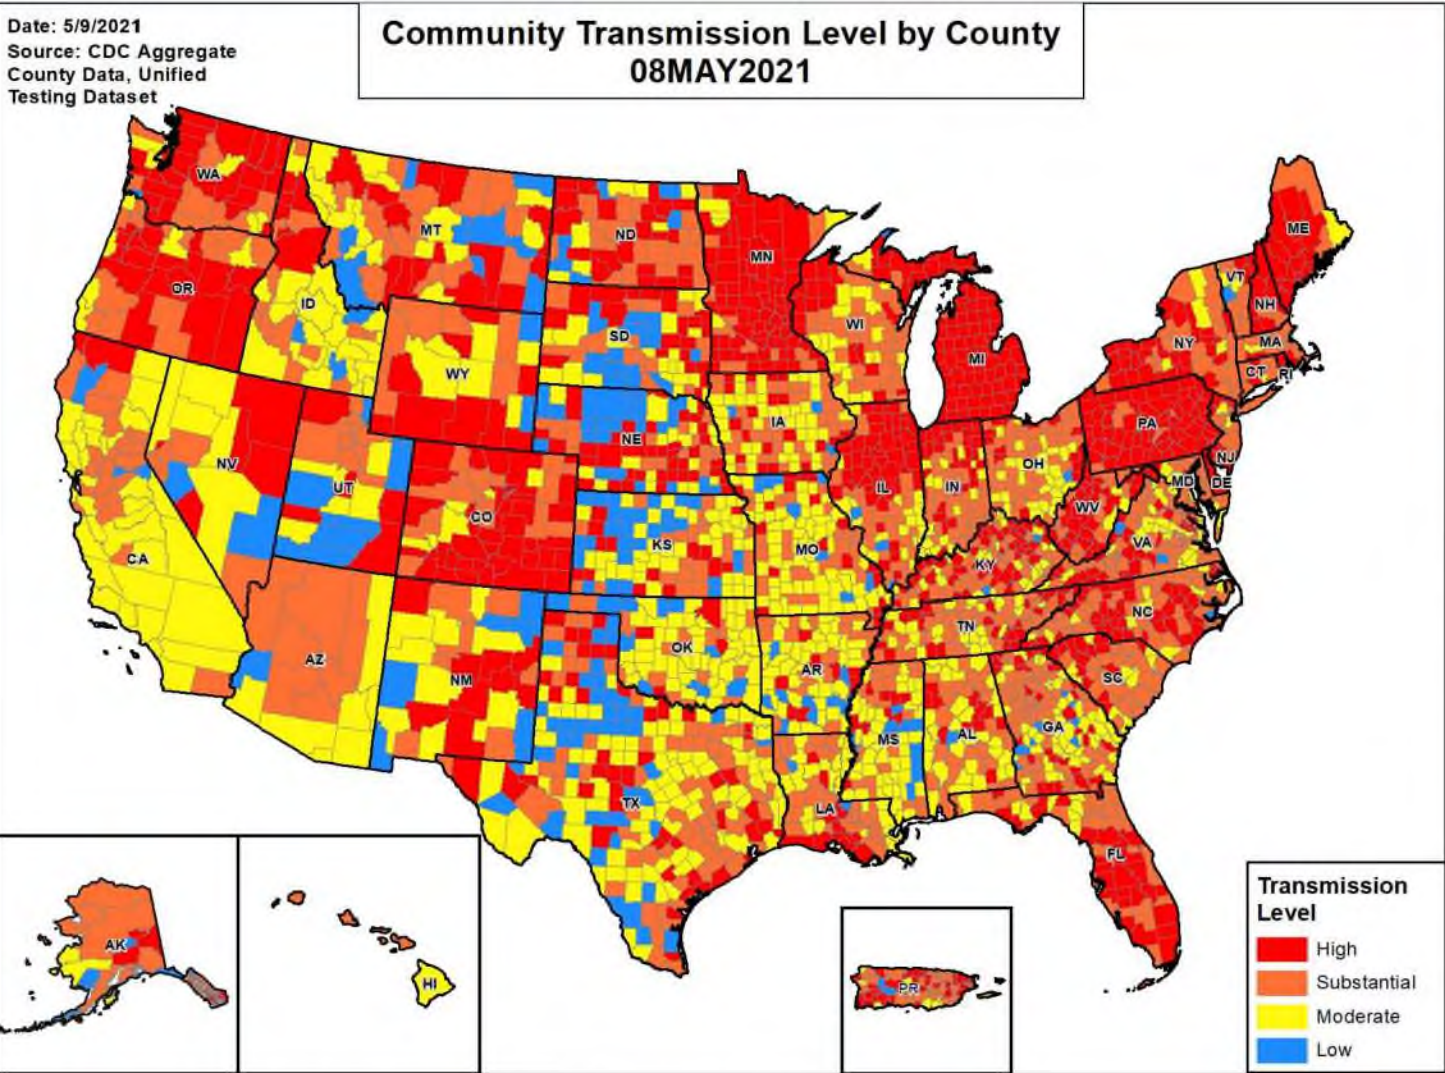 Date: 5/9/2021
Source: CDC Aggregate
County Data, Unified
Testing Dataset
Community Transmission Level by County
08MAY2021
WA
MT
ND
MN
ME
OR
ID
SD
WI
VT
NH
NY
MA
CT
RI
WY
MI
IA
PA
NJ
NV
UT
NE
IL
IN
OH
MD
DE
CA
CO
KS
MO
WV
VA
KY
AZ
NM
OK
AR
TN
NC
SC
TX
MS
AL
GA
LA
FL
AK
HI
PR
Transmission
Level
High
Substantial
Moderate
Low